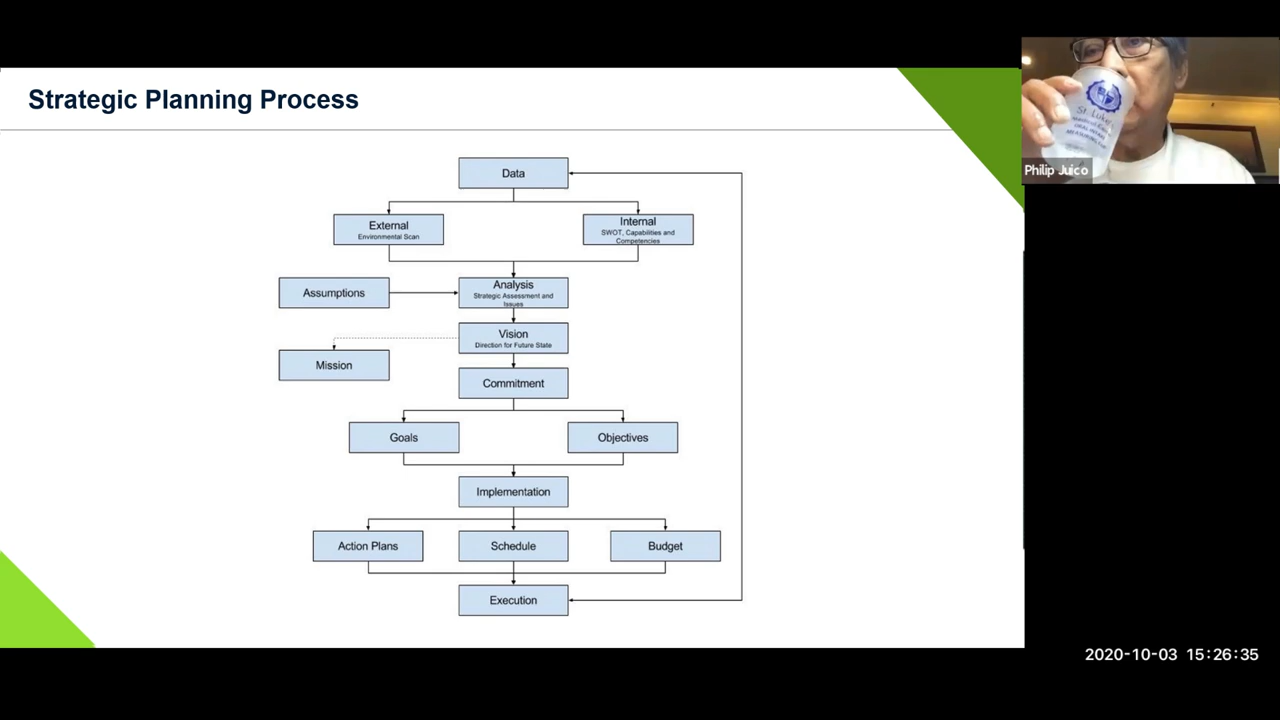 Strategic Planning Process
Data
External
Environmental Scan
Internal
SWOT, Capabilities and
Competencies
Assumptions
Analysis
Strategic Assessment and
Issues
Vision
Direction for Future State
Mission
Commitment
Goals
Objectives
Implementation
Action Plans
Schedule
Budget
Execution
St. Luke's
Philip Juico
2020-10-03 15:26:35